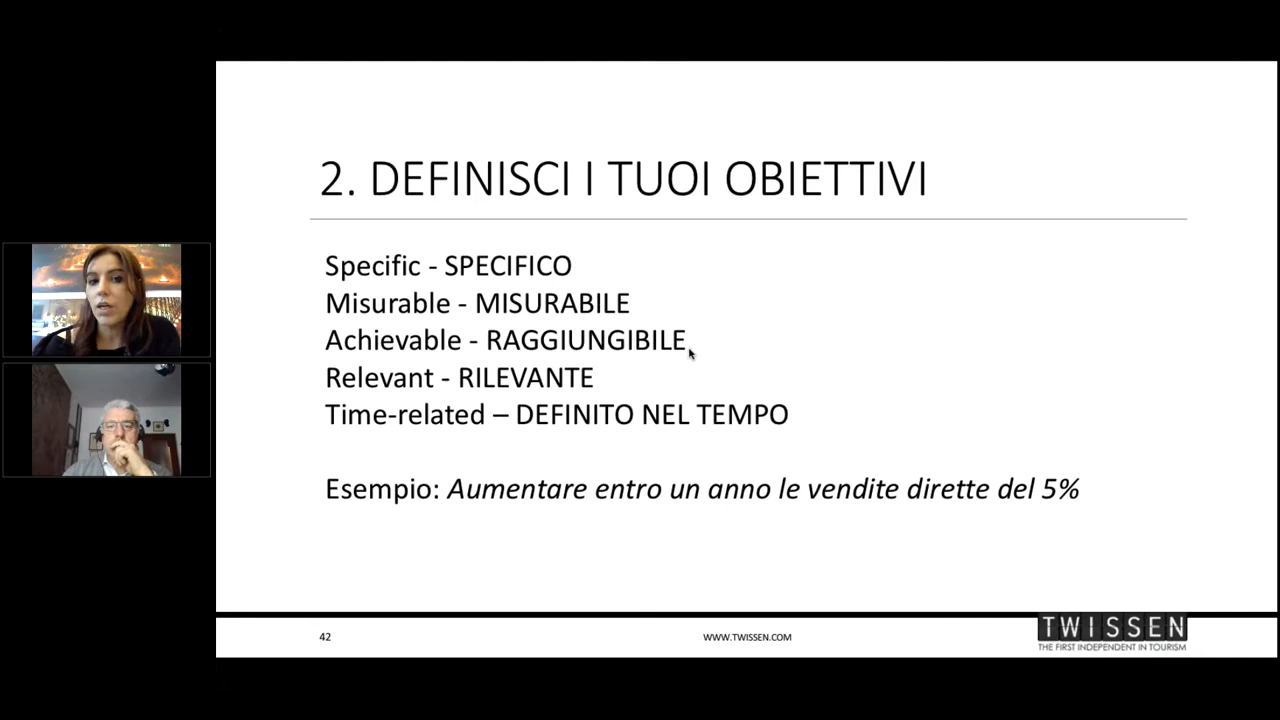 2. DEFINISCI I TUOI OBIETTIVI
Specific - SPECIFICO
Misurable - MISURABILE
Achievable - RAGGIUNGIBILE
Relevant - RILEVANTE
Time-related – DEFINITO NEL TEMPO
Esempio: Aumentare entro un anno le vendite dirette del 5%
42
WWW.TWISSEN.COM
TWISSEN
THE FIRST INDEPENDENT IN TOURISM